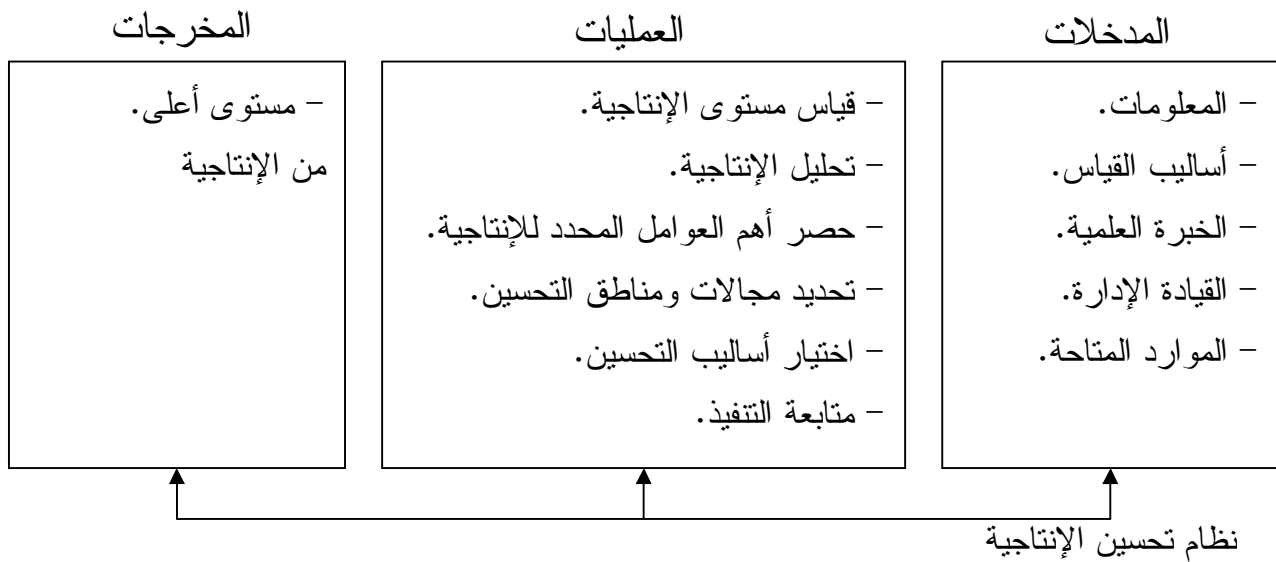 المدخلات
– المعلومات.
– أساليب القياس.
– الخبرة العلمية.
– القيادة الإدارة.
– الموارد المتاحة.
العمليات
– قياس مستوى الإنتاجية.
– تحليل الإنتاجية.
– حصر أهم العوامل المحدد للإنتاجية.
– تحديد مجالات ومناطق التحسين.
– اختيار أساليب التحسين.
– متابعة التنفيذ.
المخرجات
– مستوى أعلى.
من الإنتاجية
نظام تحسين الإنتاجية